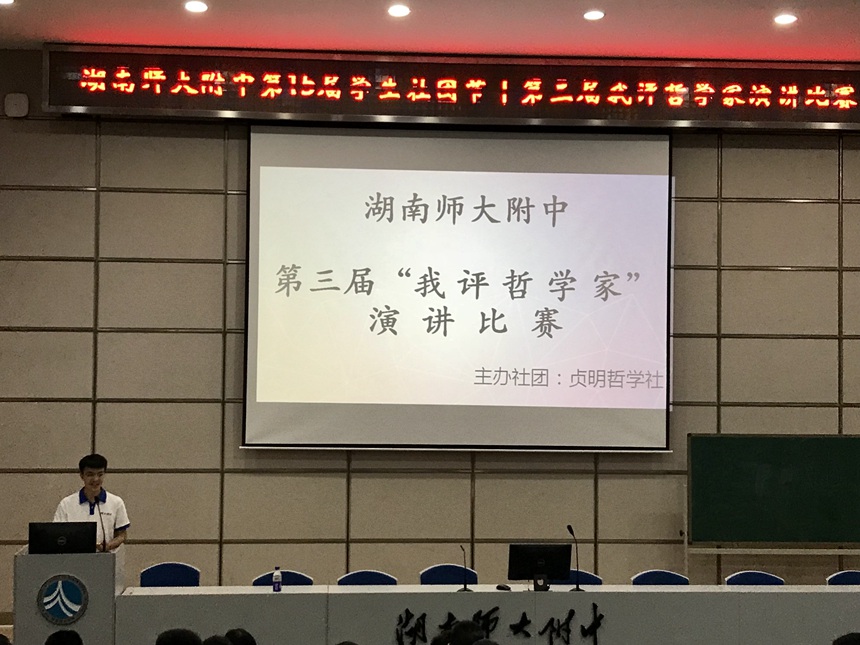 湖南师大附中第15届学生社团节|第三届我评哲学家演讲比赛
湖南师大附中
第三届“我评哲学家”
演讲比赛
主办社团：贞明哲学社
湖南师大附中